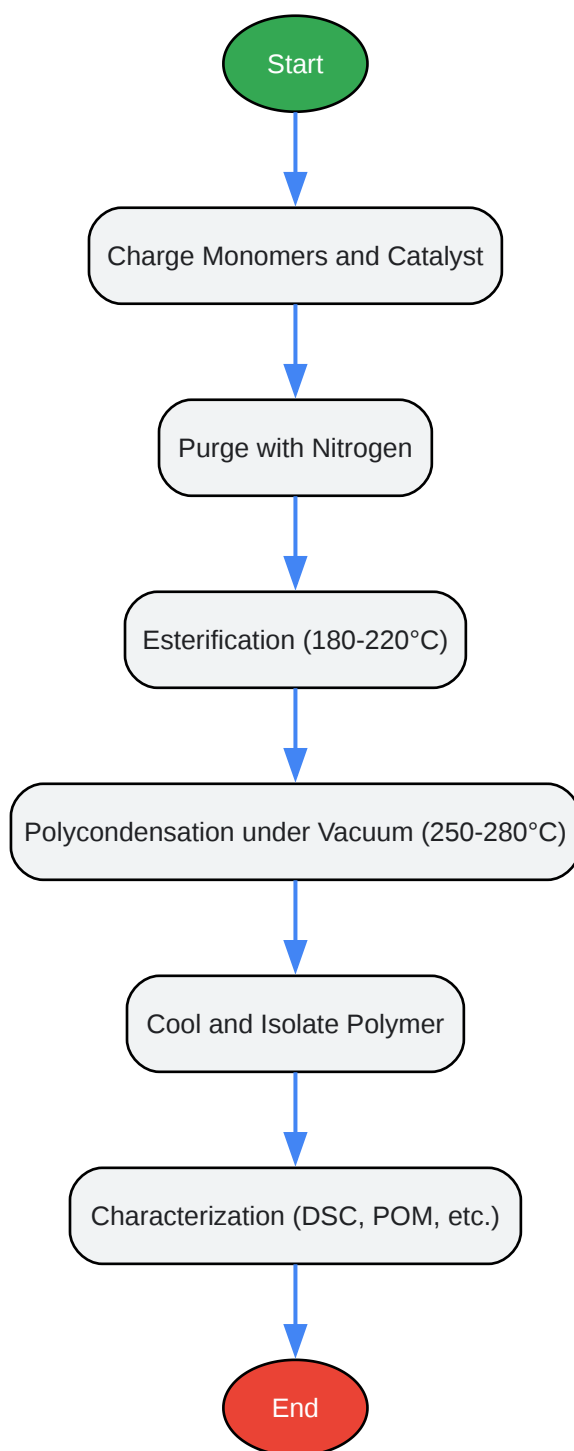 Start
Charge Monomers and Catalyst
Purge with Nitrogen
Esterification (180-220°C)
Polycondensation under Vacuum (250-280°C)
Cool and Isolate Polymer
Characterization (DSC, POM, etc.)
End